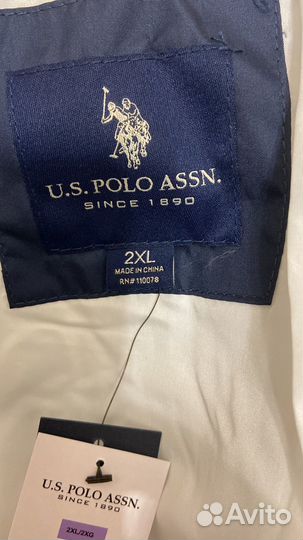 U.S. POLO ASSN.
SINCE 1890
2XL
MADE IN CHINA
RN# 110078
U.S. POLO ASSN.
SINCE 1890
2XL/2XG
Avito